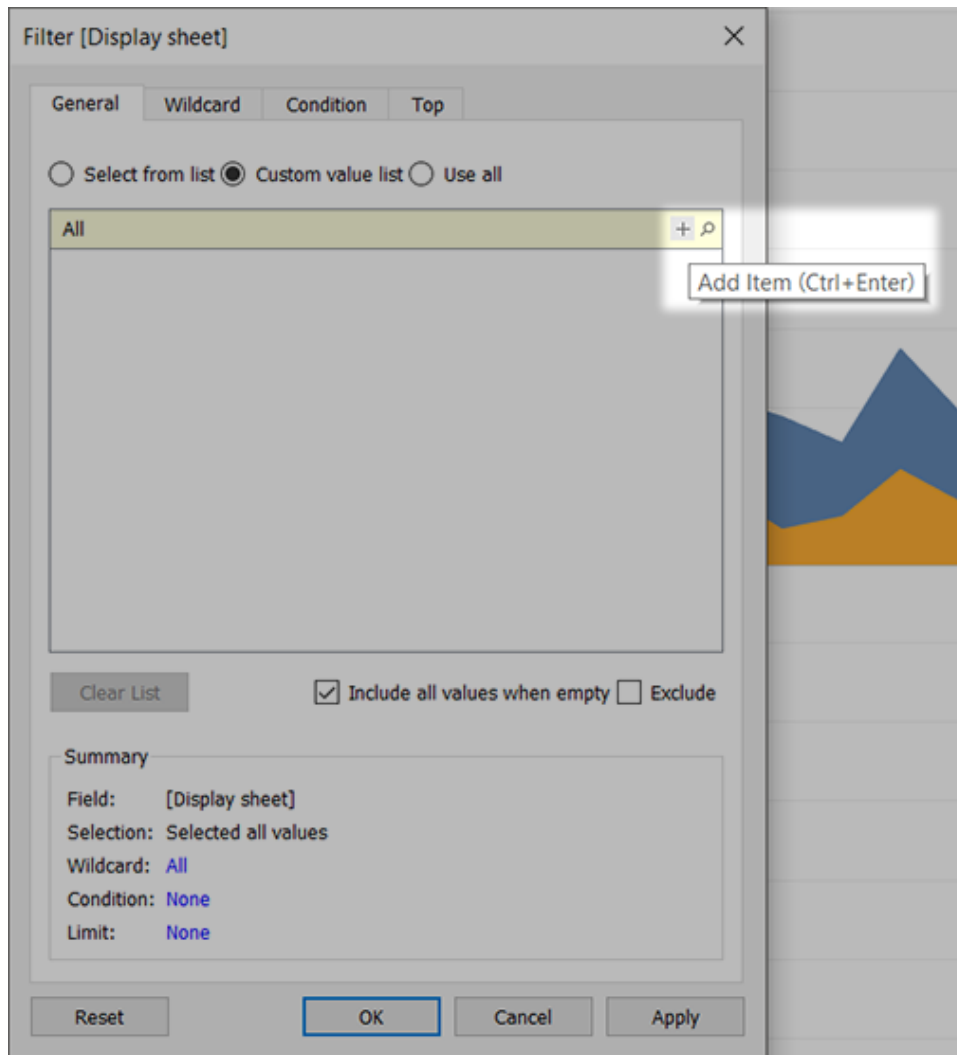 Filter [Display sheet]
General Wildcard Condition Top
Select from list Custom value list Use all
All
Add Item (Ctrl+Enter)
Clear List Include all values when empty Exclude
Summary
Field: [Display sheet]
Selection: Selected all values
Wildcard: All
Condition: None
Limit: None
Reset OK Cancel Apply